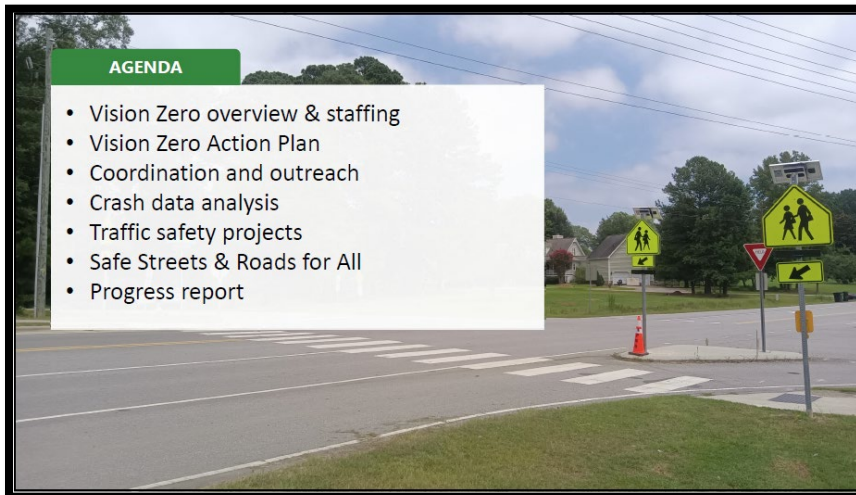 AGENDA
• Vision Zero overview & staffing
• Vision Zero Action Plan
• Coordination and outreach
• Crash data analysis
• Traffic safety projects
• Safe Streets & Roads for All
• Progress report